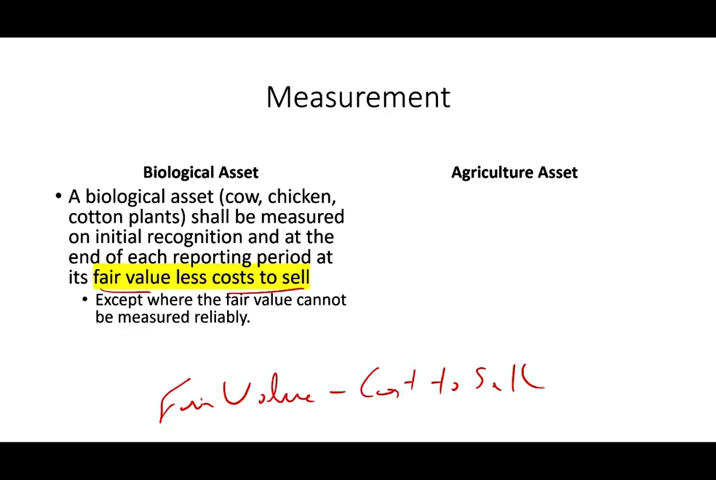 Measurement
Biological Asset
• A biological asset (cow, chicken,
cotton plants) shall be measured
on initial recognition and at the
end of each reporting period at
its fair value less costs to sell
• Except where the fair value cannot
be measured reliably.
Agriculture Asset
Fair Value - Cost to Sell